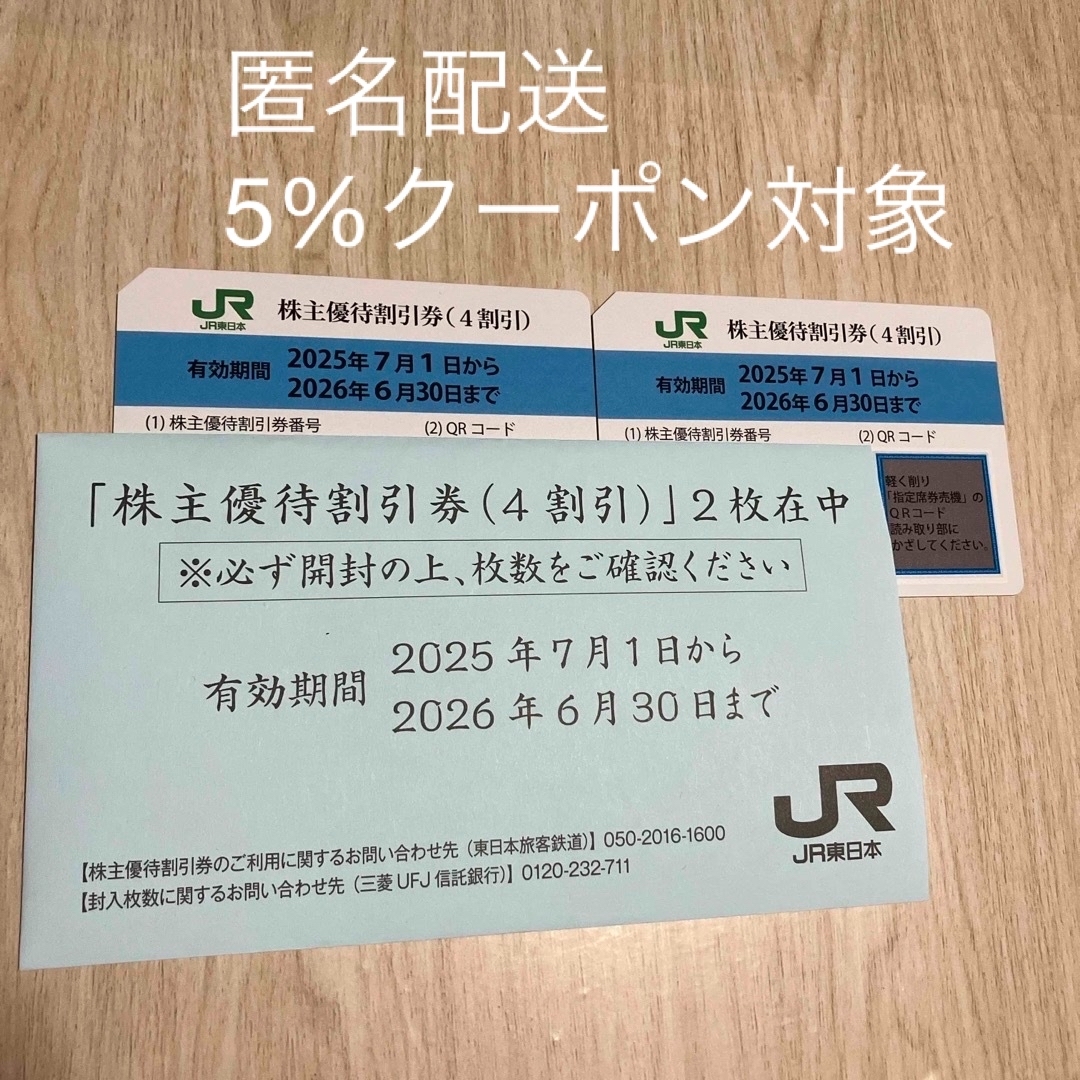 匿名配送
5%クーポン対象
JR
JR東日本
株主優待割引券(4割引)
有効期間
2025年7月1日から
2026年6月30日まで
(1) 株主優待割引券番号
(2) QRコード
JR
JR東日本
株主優待割引券(4割引)
有効期間
2025年7月1日から
2026年6月30日まで
(1) 株主優待割引券番号
(2) QRコード
軽く削り
「指定席券売機」の
QRコード
読み取り部に
かざしてください。
「株主優待割引券(4割引)」2枚在中
※必ず開封の上、枚数をご確認ください
有効期間
2025年7月1日から
2026年6月30日まで
JR
JR東日本
【株主優待割引券のご利用に関するお問い合わせ先(東日本旅客鉄道)】050-2016-1600
【封入枚数に関するお問い合わせ先(三菱UFJ信託銀行)】0120-232-711